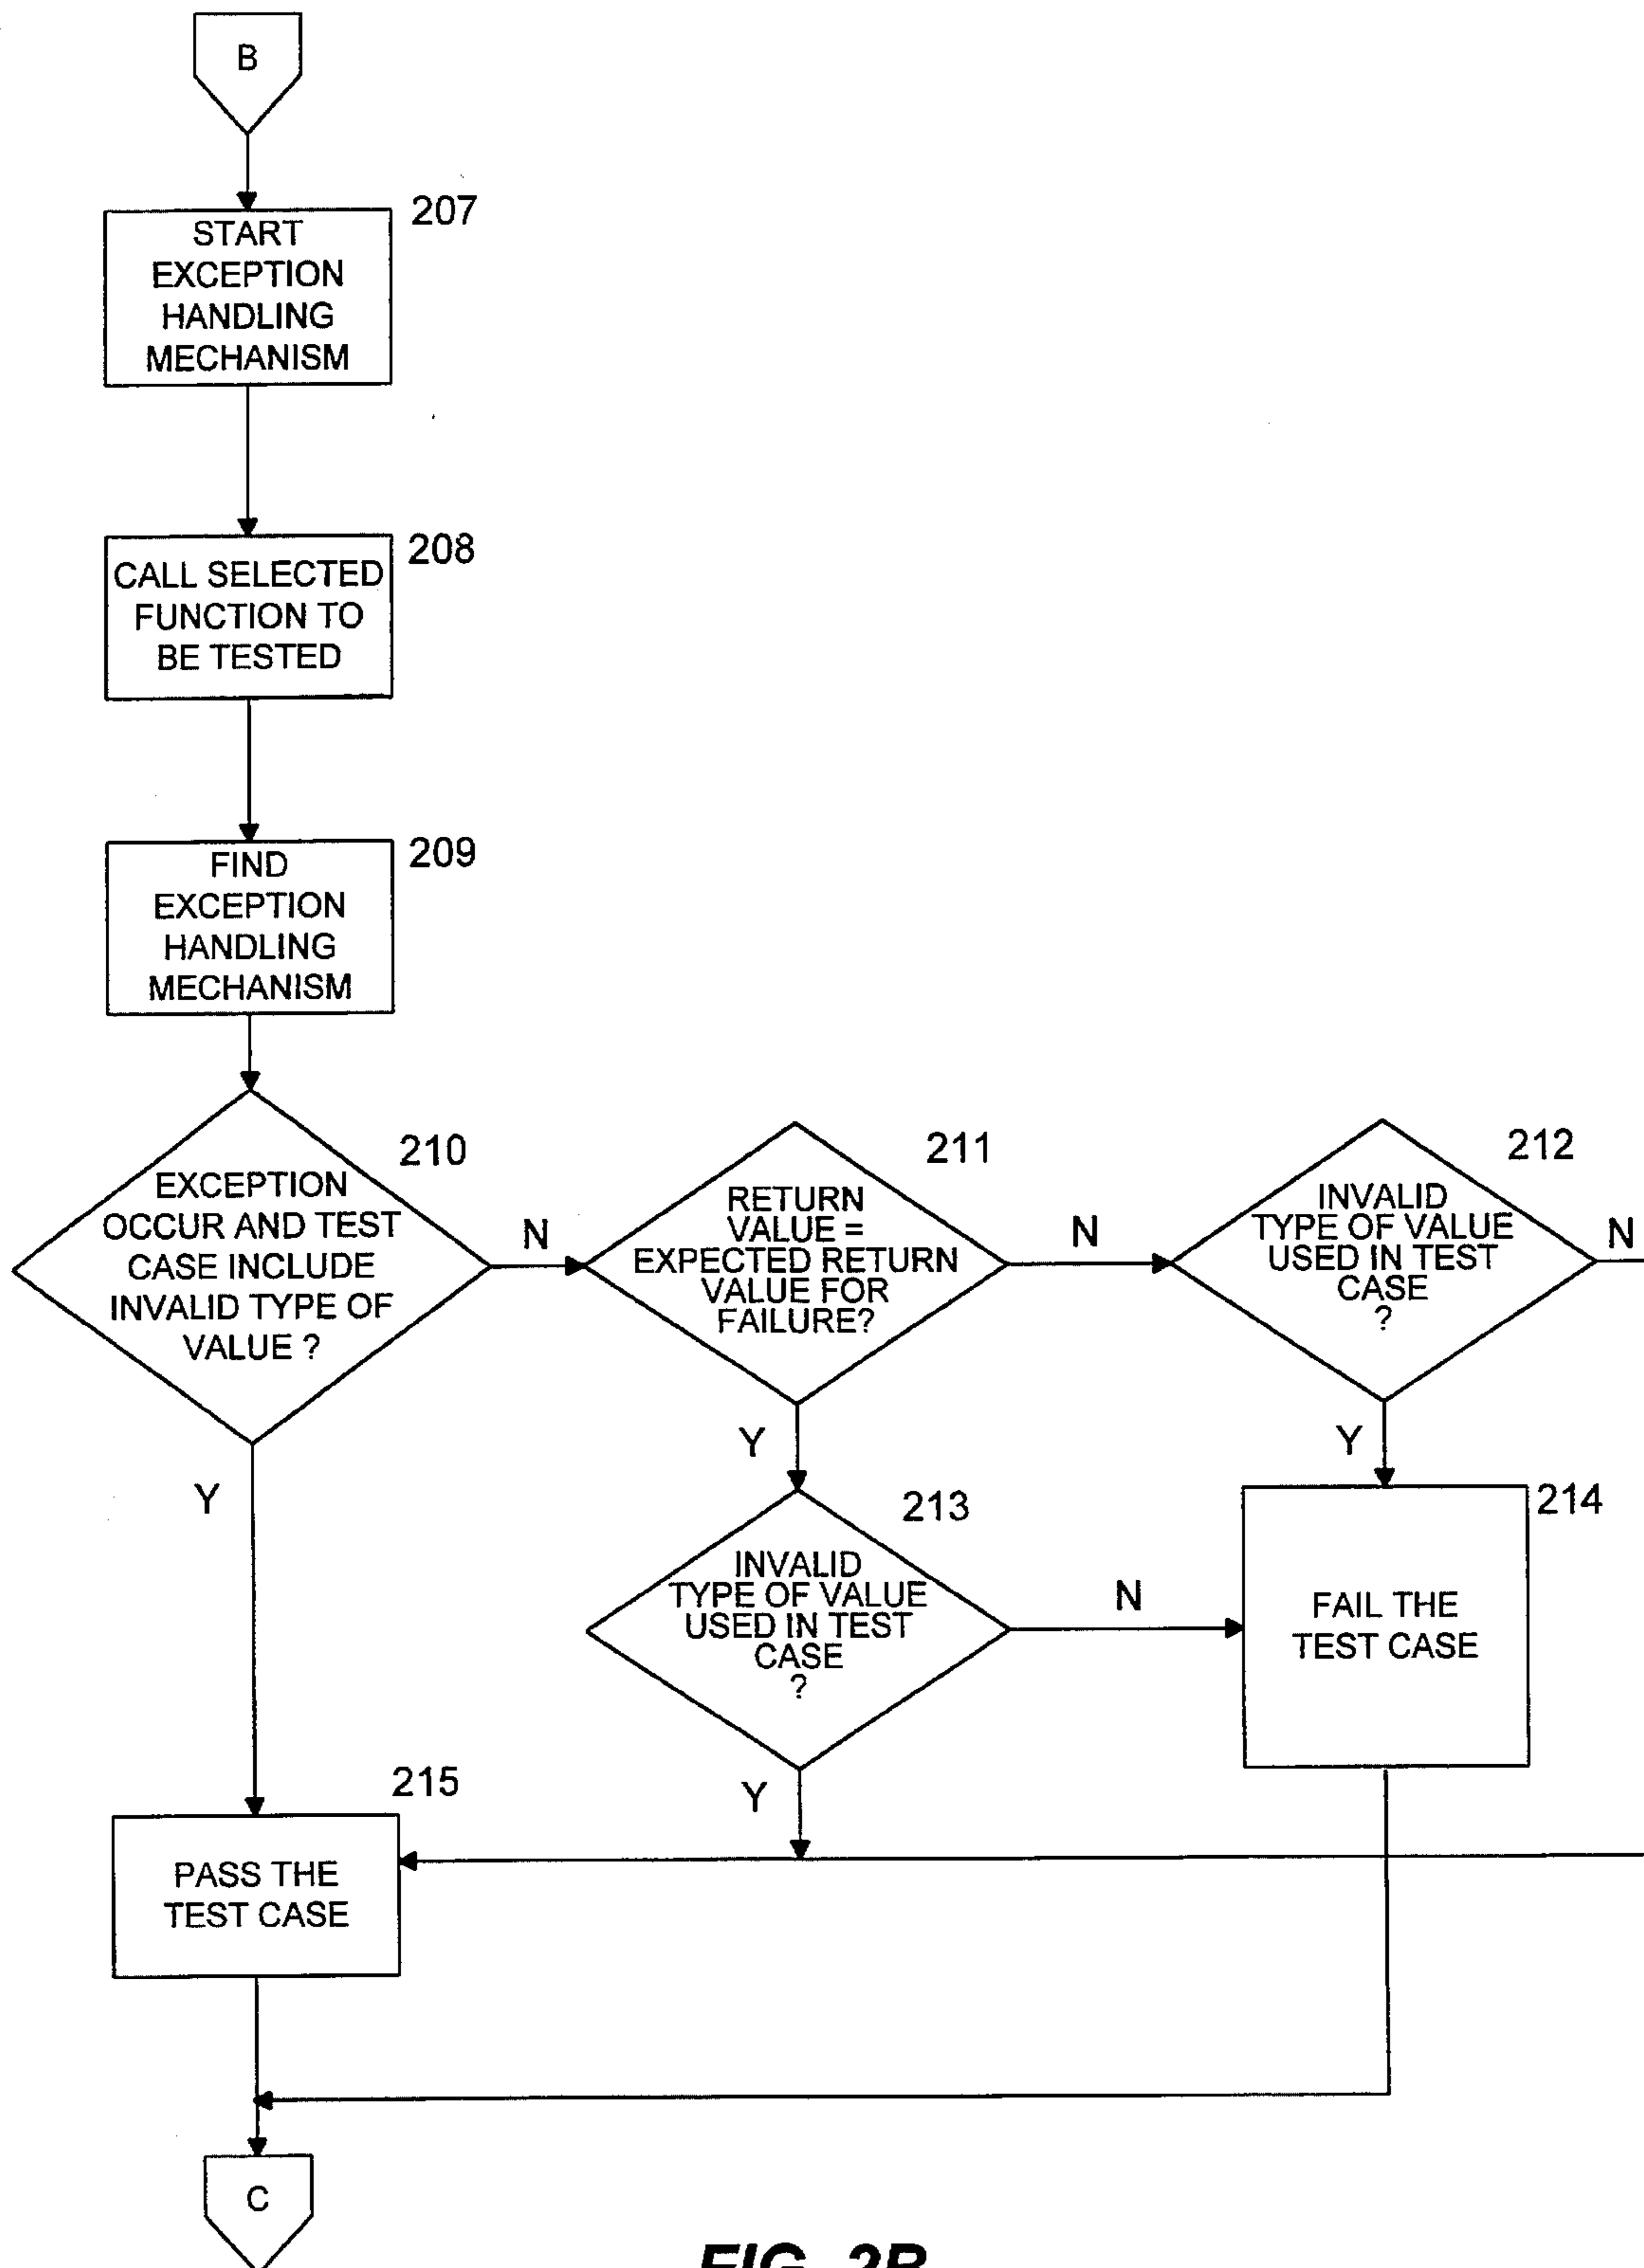 B
207
START
EXCEPTION
HANDLING
MECHANISM
208
CALL SELECTED
FUNCTION TO
BE TESTED
209
FIND
EXCEPTION
HANDLING
MECHANISM
210
EXCEPTION
OCCUR AND TEST
CASE INCLUDE
INVALID TYPE OF
VALUE ?
N
Y
211
RETURN
VALUE =
EXPECTED RETURN
VALUE FOR
FAILURE?
N
Y
212
INVALID
TYPE OF VALUE
USED IN TEST
CASE
?
N
Y
213
INVALID
TYPE OF VALUE
USED IN TEST
CASE
?
N
Y
214
FAIL THE
TEST CASE
215
PASS THE
TEST CASE
C
FIG. 2B